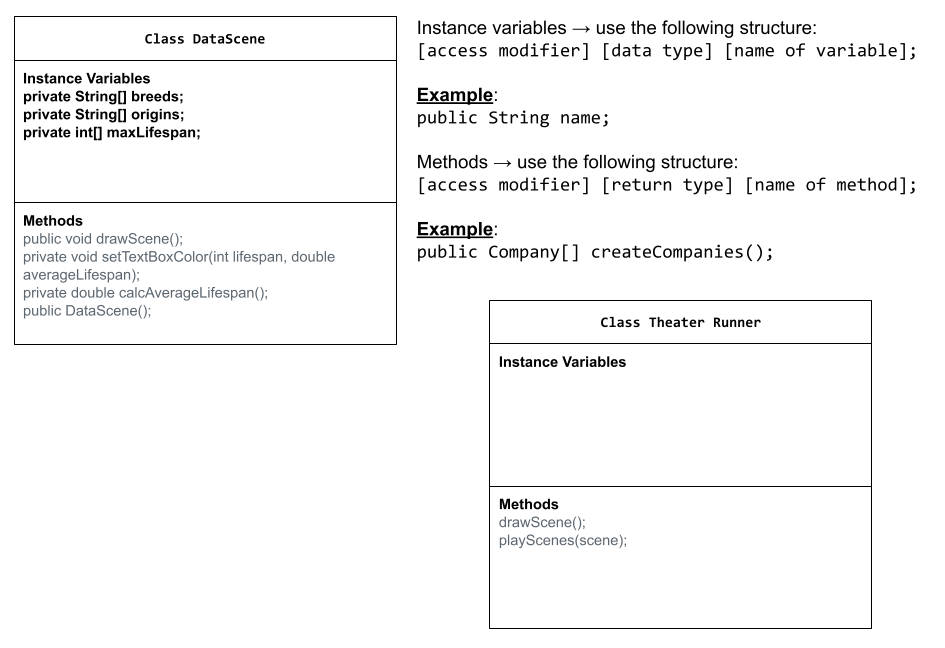 Class DataScene
Instance Variables
private String[] breeds;
private String[] origins;
private int[] maxLifespan;
Methods
public void drawScene();
private void setTextBoxColor(int lifespan, double
averageLifespan);
private double calcAverageLifespan();
public DataScene();
Instance variables → use the following structure:
[access modifier] [data type] [name of variable];
Example:
public String name;
Methods → use the following structure:
[access modifier] [return type] [name of method];
Example:
public Company[] createCompanies();
Class Theater Runner
Instance Variables
Methods
drawScene();
playScenes(scene);